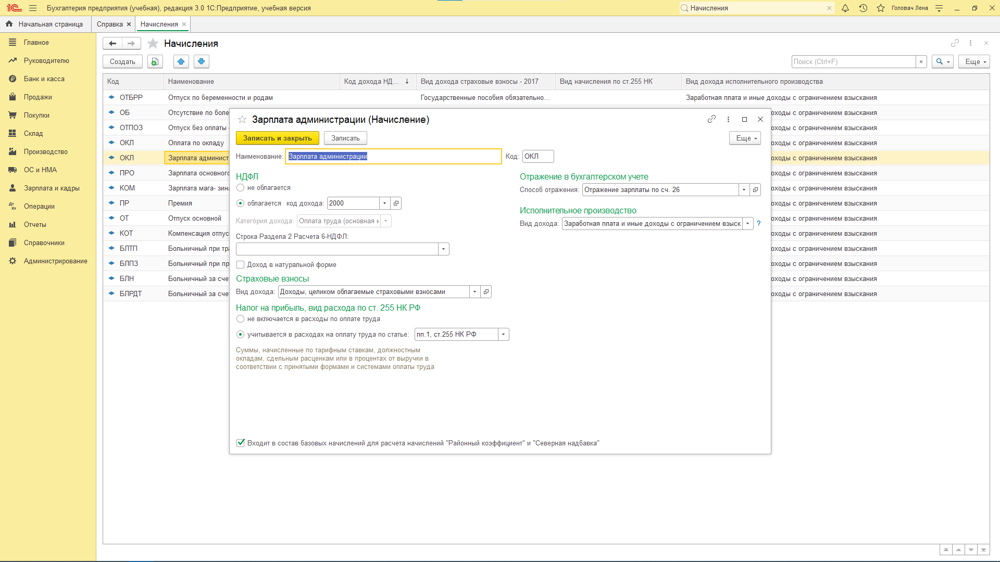 Бухгалтерия предприятия (учебная), редакция 3.0 1С:Предприятие, учебная версия
Начисления
Головач Лена
Начальная страница
Справка
Начисления
Главное
Руководителю
Банк и касса
Продажи
Покупки
Склад
Производство
ОС и НМА
Зарплата и кадры
Операции
Отчеты
Справочники
Администрирование
Начисления
Создать
Поиск (Ctrl+F)
Еще
Код Наименование Код дохода НД... Вид дохода страховые взносы - 2017 Вид начисления по ст.255 НК Вид дохода исполнительного производства
ОТБРР Отпуск по беременности и родам Государственные пособия обязательно... Заработная плата и иные доходы с ограничением взыскания
ОБ Отсутствие по боле оходы с ограничением взыскания
ОТПОЗ Отпуск без оплаты оходы с ограничением взыскания
ОКЛ Оплата по окладу оходы с ограничением взыскания
ОКЛ Зарплата админист оходы с ограничением взыскания
ПРО Зарплата основного оходы с ограничением взыскания
КОМ Зарплата мага- зина оходы с ограничением взыскания
ПР Премия оходы с ограничением взыскания
ОТ Отпуск основной оходы с ограничением взыскания
КОТ Компенсация отпус оходы с ограничением взыскания
БЛТП Больничный при тра оходы с ограничением взыскания
БЛПЗ Больничный при пр оходы с ограничением взыскания
БЛН Больничный за сче оходы с ограничением взыскания
БЛРДТ Больничный за сче оходы с ограничением взыскания
Зарплата администрации (Начисление)
Записать и закрыть Записать Еще
Наименование: Зарплата администрации Код: ОКЛ
НДФЛ
не облагается
облагается код дохода: 2000
Категория дохода: Оплата труда (основная н
Строка Раздела 2 Расчета 6-НДФЛ:
Доход в натуральной форме
Страховые взносы
Вид дохода: Доходы, целиком облагаемые страховыми взносами
Налог на прибыль, вид расхода по ст. 255 НК РФ
не включается в расходы по оплате труда
учитывается в расходах на оплату труда по статье: пп.1, ст.255 НК РФ
Суммы, начисленные по тарифным ставкам, должностным
окладам, сдельным расценкам или в процентах от выручки в
соответствии с принятыми формами и системами оплаты труда
Отражение в бухгалтерском учете
Способ отражения: Отражение зарплаты по сч. 26
Исполнительное производство
Вид дохода: Заработная плата и иные доходы с ограничением взыск ?
Входит в состав базовых начислений для расчета начислений "Районный коэффициент" и "Северная надбавка"